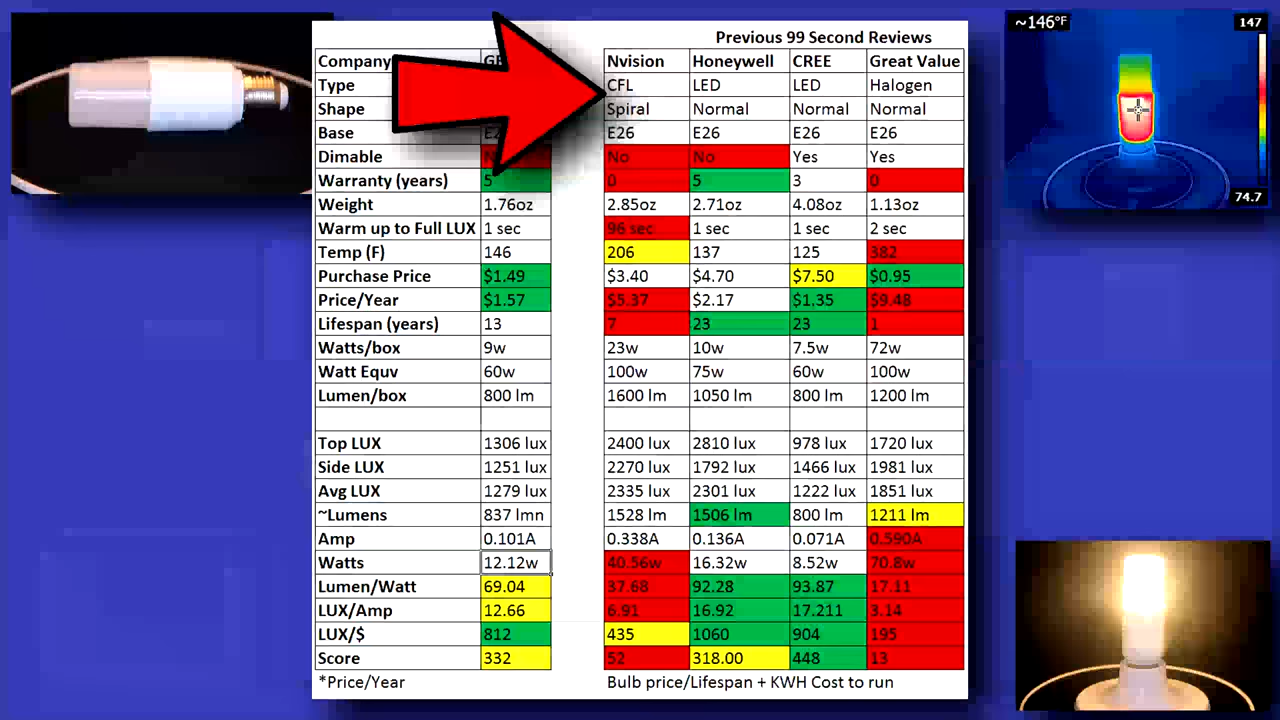 ~146°F
147
74.7
Previous 99 Second Reviews
Company Nvision Honeywell CREE Great Value
Type CFL LED LED Halogen
Shape Spiral Normal Normal Normal
Base E26 E26 E26 E26
Dimable No No Yes Yes
Warranty (years) 5 0 5 3 0
Weight 1.76oz 2.85oz 2.71oz 4.08oz 1.13oz
Warm up to Full LUX 1 sec 96 sec 1 sec 1 sec 2 sec
Temp (F) 146 206 137 125 382
Purchase Price $1.49 $3.40 $4.70 $7.50 $0.95
Price/Year $1.57 $5.37 $2.17 $1.35 $9.48
Lifespan (years) 13 7 23 23 1
Watts/box 9w 23w 10w 7.5w 72w
Watt Equv 60w 100w 75w 60w 100w
Lumen/box 800 lm 1600 lm 1050 lm 800 lm 1200 lm
Top LUX 1306 lux 2400 lux 2810 lux 978 lux 1720 lux
Side LUX 1251 lux 2270 lux 1792 lux 1466 lux 1981 lux
Avg LUX 1279 lux 2335 lux 2301 lux 1222 lux 1851 lux
~Lumens 837 lmn 1528 lm 1506 lm 800 lm 1211 lm
Amp 0.101A 0.338A 0.136A 0.071A 0.590A
Watts 12.12w 40.56w 16.32w 8.52w 70.8w
Lumen/Watt 69.04 37.68 92.28 93.87 17.11
LUX/Amp 12.66 6.91 16.92 17.211 3.14
LUX/$ 812 435 1060 904 195
Score 332 52 318.00 448 13
*Price/Year Bulb price/Lifespan + KWH Cost to run